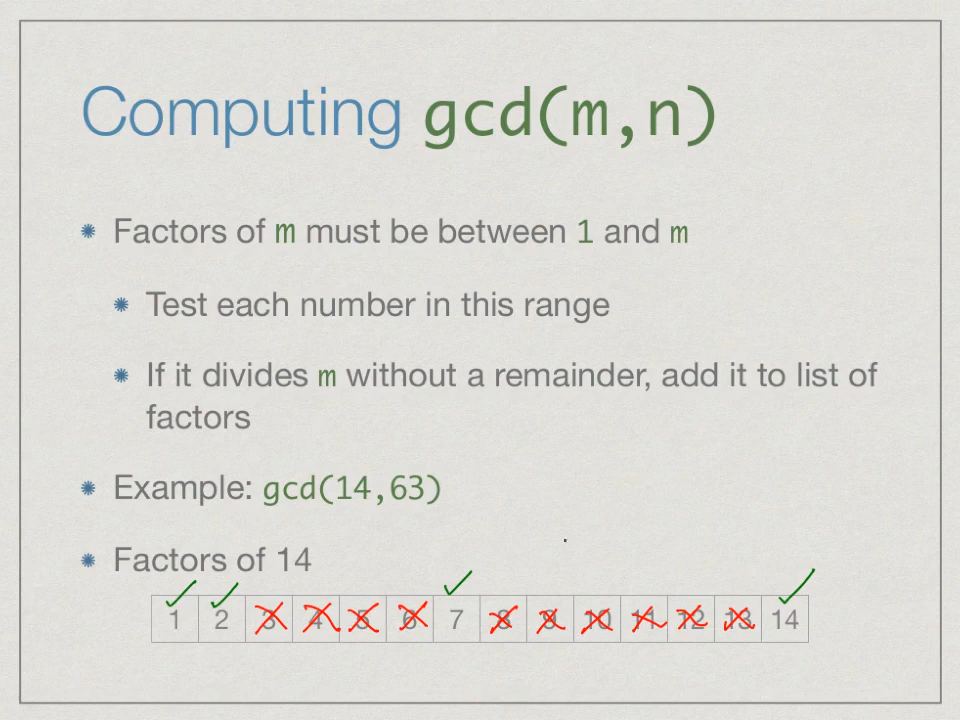 Computing gcd(m,n)
Factors of m must be between 1 and m
Test each number in this range
If it divides m without a remainder, add it to list of
factors
Example: gcd(14,63)
Factors of 14
1 2 3 4 5 6 7 8 9 10 11 12 13 14